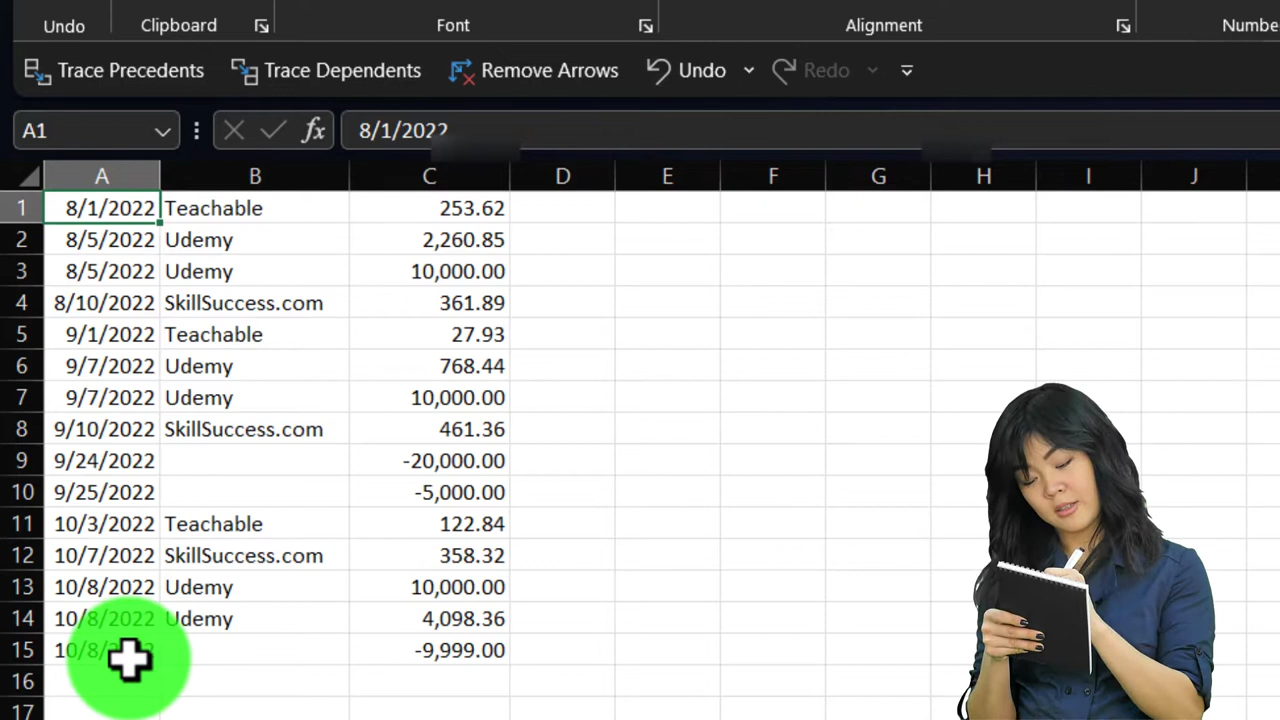 Undo Clipboard Font Alignment Numbe
Trace Precedents Trace Dependents Remove Arrows Undo Redo
A1 fx 8/1/2022
A B C D E F G H I J
1 8/1/2022 Teachable 253.62
2 8/5/2022 Udemy 2,260.85
3 8/5/2022 Udemy 10,000.00
4 8/10/2022 SkillSuccess.com 361.89
5 9/1/2022 Teachable 27.93
6 9/7/2022 Udemy 768.44
7 9/7/2022 Udemy 10,000.00
8 9/10/2022 SkillSuccess.com 461.36
9 9/24/2022 -20,000.00
10 9/25/2022 -5,000.00
11 10/3/2022 Teachable 122.84
12 10/7/2022 SkillSuccess.com 358.32
13 10/8/2022 Udemy 10,000.00
14 10/8/2022 Udemy 4,098.36
15 -9,999.00
16
17